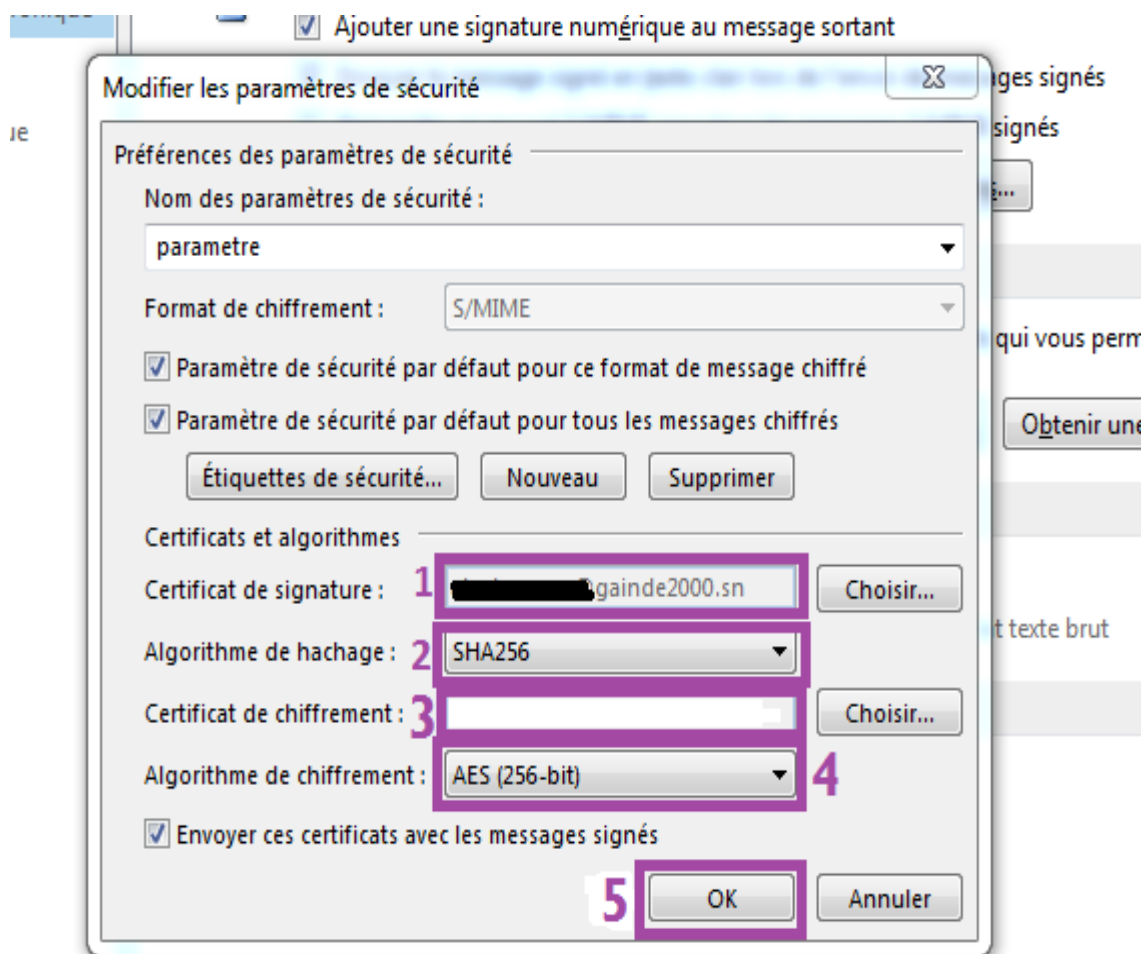 Ajouter une signature numérique au message sortant
Modifier les paramètres de sécurité
ages signés
ue
signés
Préférences des paramètres de sécurité
Nom des paramètres de sécurité :
s...
parametre
Format de chiffrement :
S/MIME
qui vous perm
Paramètre de sécurité par défaut pour ce format de message chiffré
Paramètre de sécurité par défaut pour tous les messages chiffrés
Obtenir une
Étiquettes de sécurité...
Nouveau
Supprimer
Certificats et algorithmes
Certificat de signature :
1
gainde2000.sn
Choisir...
t texte brut
Algorithme de hachage :
2
SHA256
Certificat de chiffrement :
3
Choisir...
Algorithme de chiffrement :
AES (256-bit)
4
Envoyer ces certificats avec les messages signés
5
OK
Annuler